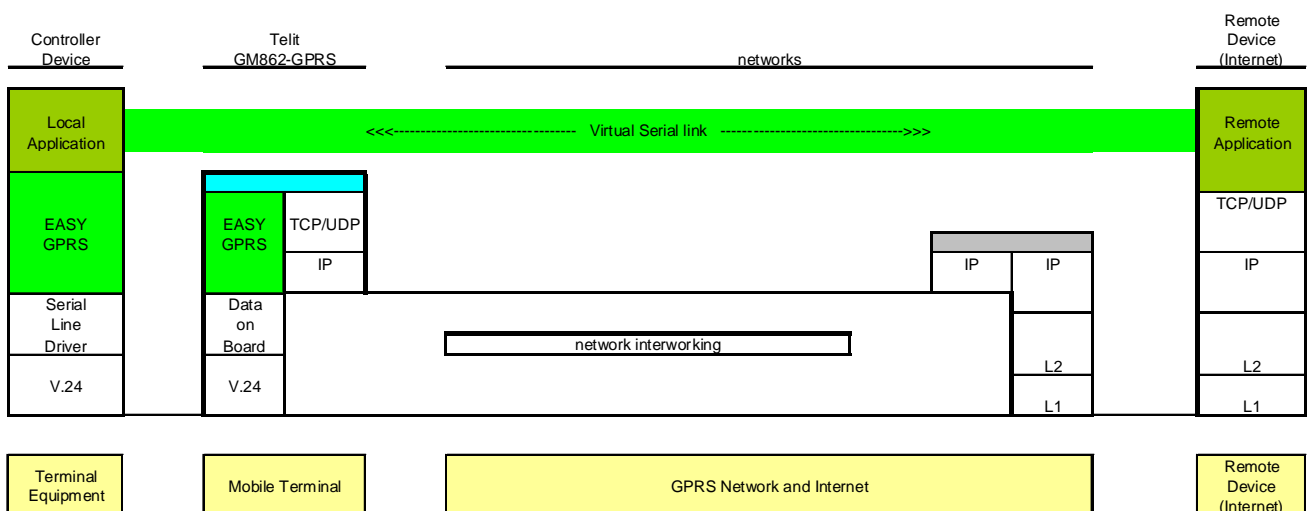 Controller
Device
Telit
GM862-GPRS
networks
Remote
Device
(Internet)
Local
Application
<<<---------------------------------- Virtual Serial link ---------------------------------->>>
Remote
Application
EASY
GPRS
EASY
GPRS
TCP/UDP
IP
IP
IP
TCP/UDP
IP
Serial
Line
Driver
Data
on
Board
network interworking
L2
L2
V.24
V.24
L1
L1
Terminal
Equipment
Mobile Terminal
GPRS Network and Internet
Remote
Device
(Internet)